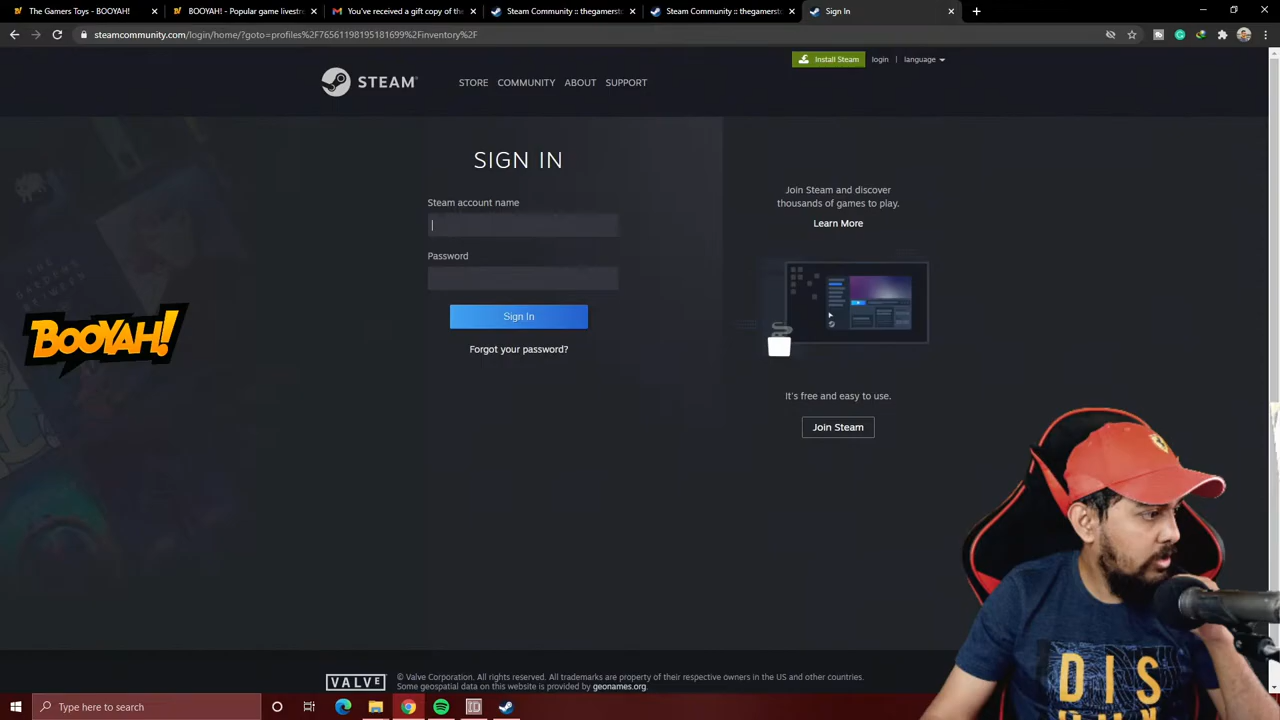 The Gamers Toys - BOOYAH!
BOOYAH! - Popular game livestre
You've received a gift copy of the
Steam Community :: thegamerst
Steam Community :: thegamerst
Sign In
steamcommunity.com/login/home/?goto=profiles%2F76561198195181699%2Finventory%2F
Install Steam
login
language
STEAM
STORE
COMMUNITY
ABOUT
SUPPORT
SIGN IN
Steam account name
Password
Sign In
Forgot your password?
Join Steam and discover
thousands of games to play.
Learn More
It's free and easy to use.
Join Steam
BOOYAH!
DIS
VALVE
© Valve Corporation. All rights reserved. All trademarks are property of their respective owners in the US and other countries.
Some geospatial data on this website is provided by geonames.org.
Type here to search